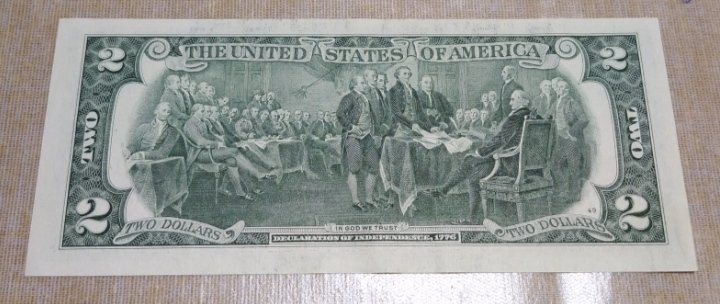 2 THE UNITED STATES OF AMERICA 2
TWO TWO
2 TWO DOLLARS IN GOD WE TRUST TWO DOLLARS 2
DECLARATION OF INDEPENDENCE, 1776